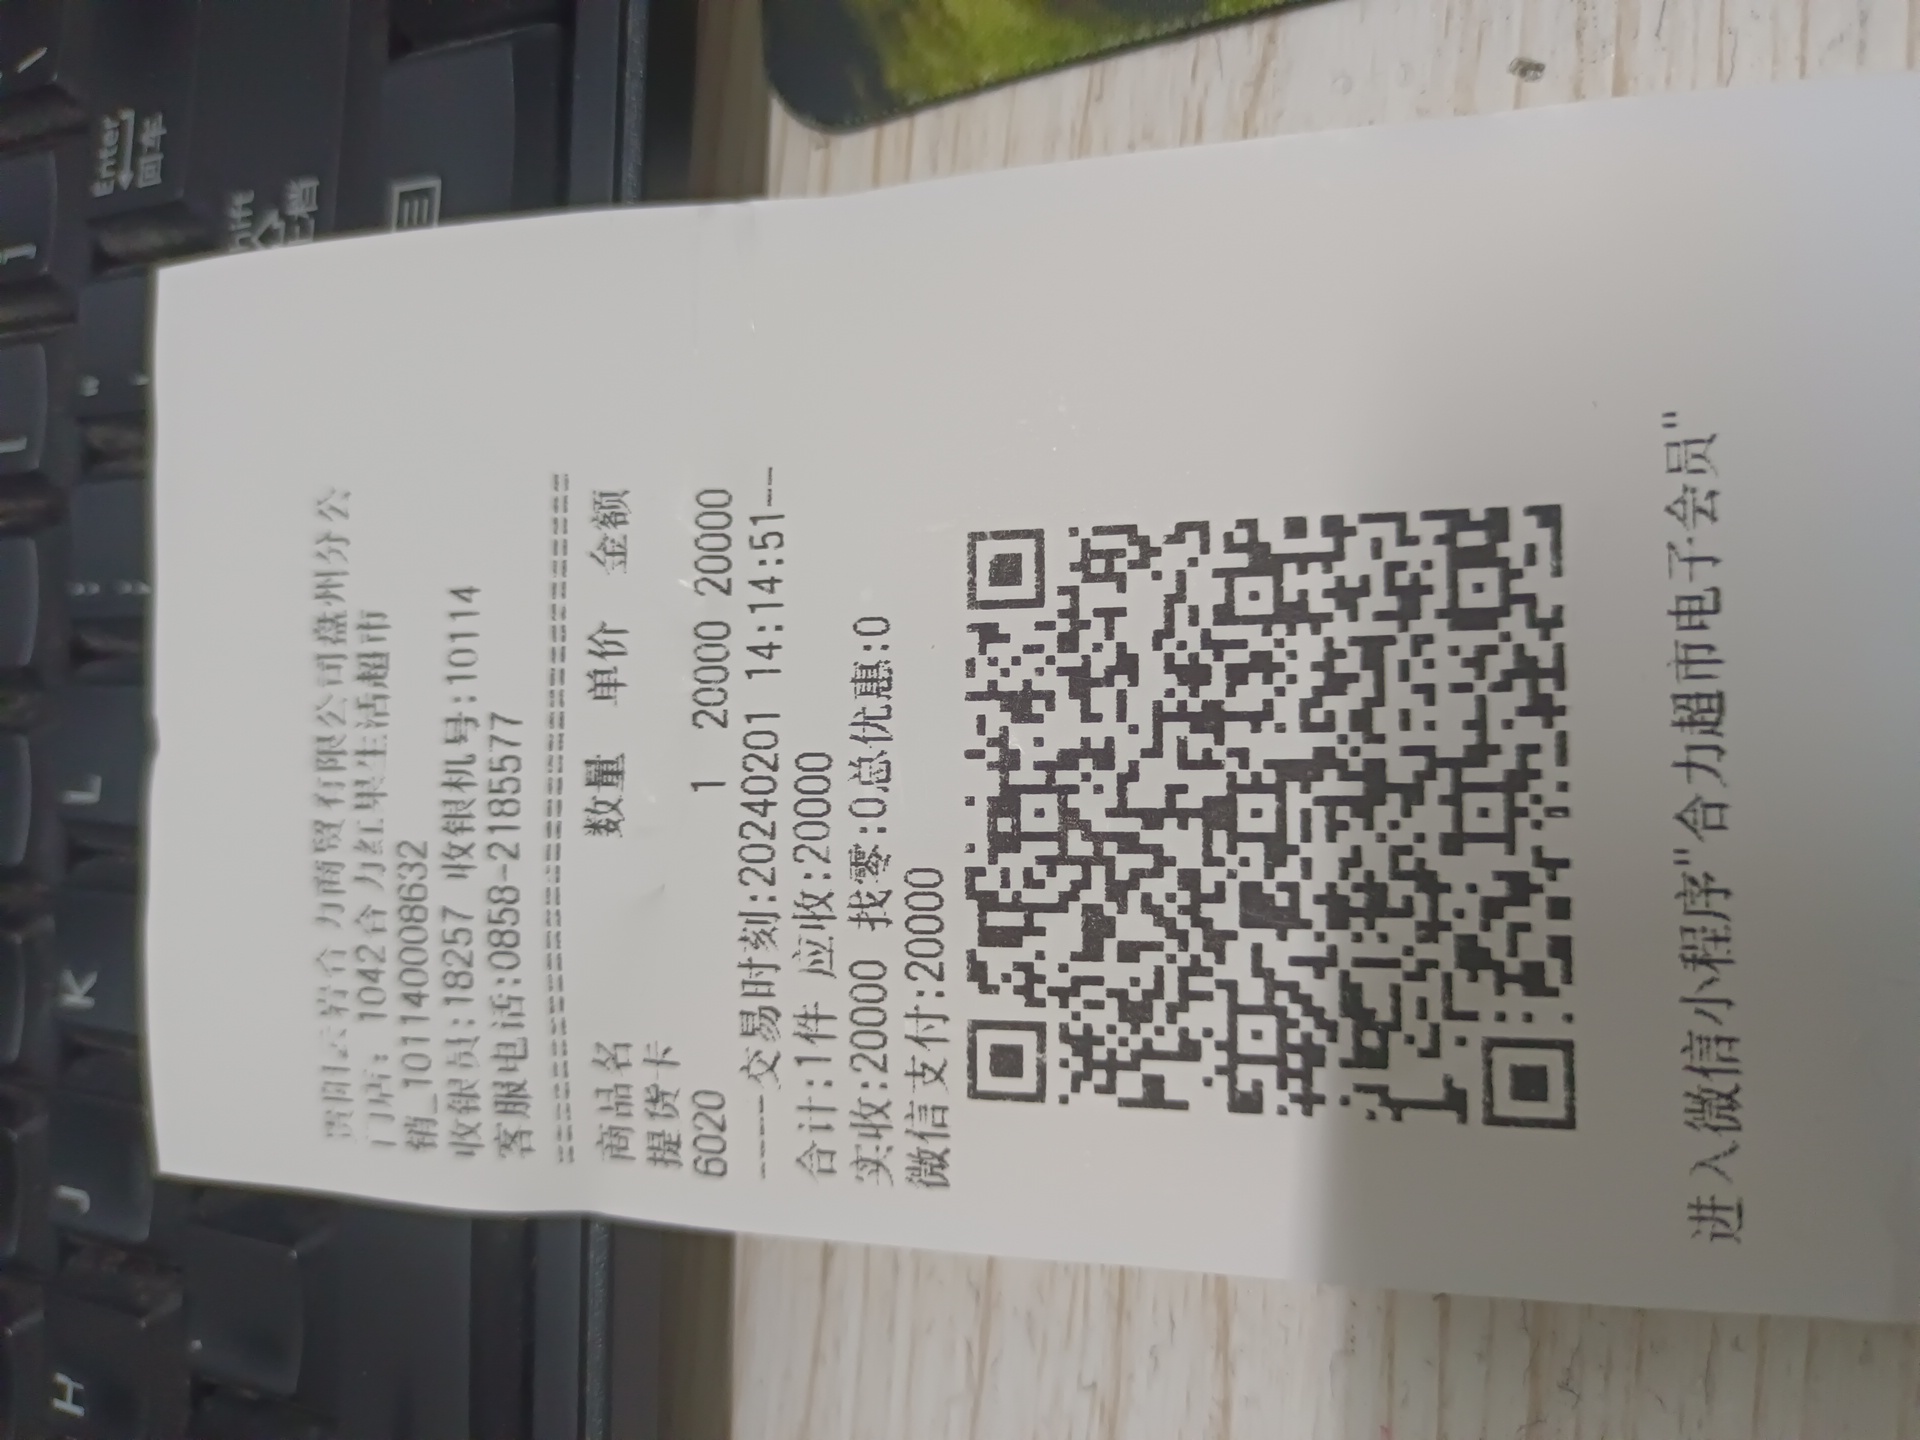 贵阳云岩合力商贸有限公司盘州分公
门店: 1042合力红果生活超市
销_1011400008632
收银员:18257 收银机号:10114
客服电话:0858-2185577
================================
商品名 数量 单价 金额
提货卡
6020 1 20000 20000
----交易时刻:20240201 14:14:51--
合计:1件 应收:20000
实收:20000 找零:0总优惠:0
微信支付:20000
进入微信小程序"合力超市电子会员"
Enter
回车
H
J
K
L